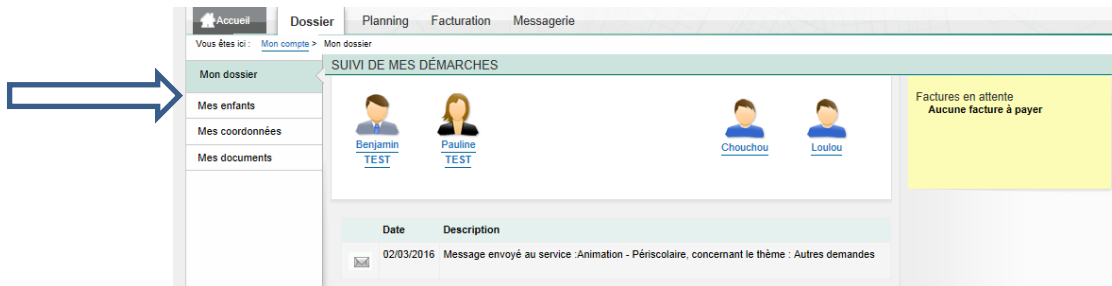 Accueil Dossier Planning Facturation Messagerie
Vous êtes ici : Mon compte > Mon dossier
Mon dossier
Mes enfants
Mes coordonnées
Mes documents
SUIVI DE MES DÉMARCHES
Benjamin
TEST
Pauline
TEST
Chouchou
Loulou
Date Description
02/03/2016 Message envoyé au service :Animation - Périscolaire, concernant le thème : Autres demandes
Factures en attente
Aucune facture à payer